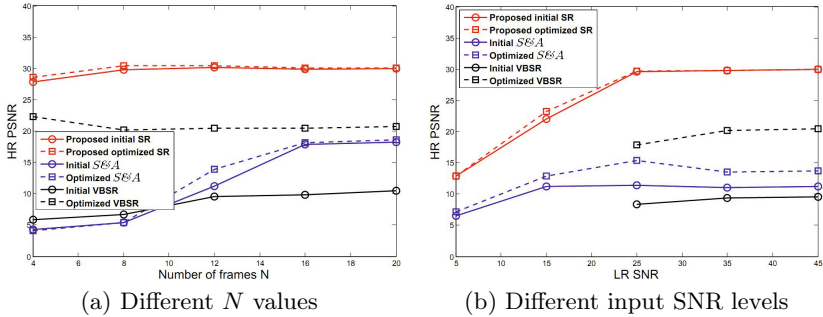 40
35
30
25
20
15
10
5
0
HR PSNR
Proposed initial SR
Proposed optimized SR
Initial S&A
Optimized S&A
Initial VBSR
Optimized VBSR
4 6 8 10 12 14 16 18 20
Number of frames N
(a) Different N values
40
35
30
25
20
15
10
5
0
HR PSNR
Proposed initial SR
Proposed optimized SR
Initial S&A
Optimized S&A
Initial VBSR
Optimized VBSR
5 10 15 20 25 30 35 40 45
LR SNR
(b) Different input SNR levels